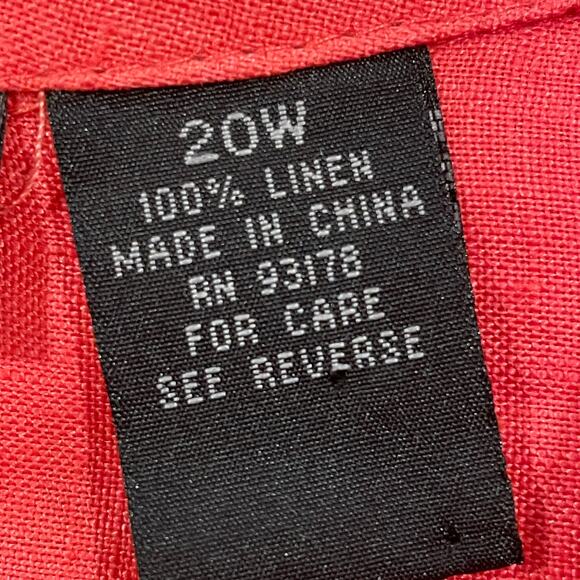 20W
100% LINEN
MADE IN CHINA
RN 93178
FOR CARE
SEE REVERSE